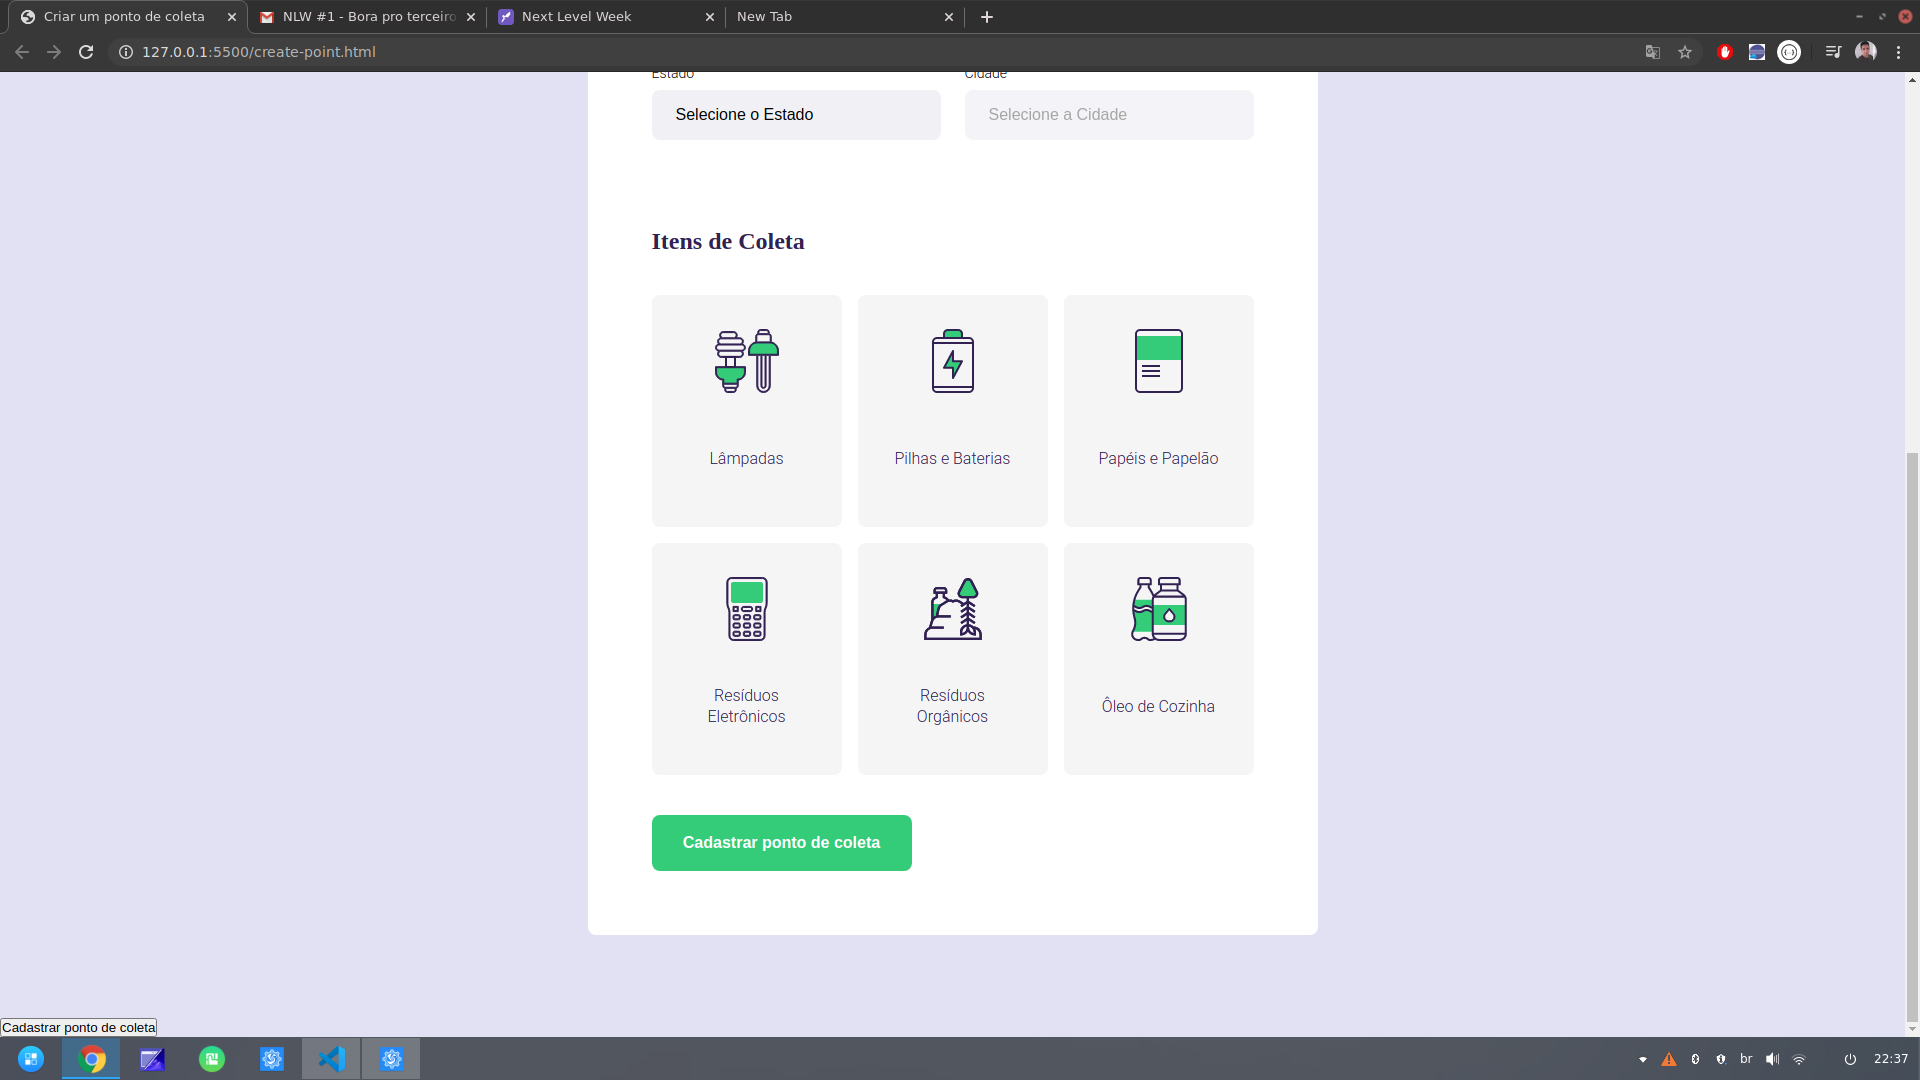 Criar um ponto de coleta
NLW #1 - Bora pro terceiro
Next Level Week
New Tab
127.0.0.1:5500/create-point.html
Estado
Cidade
Selecione o Estado
Selecione a Cidade
Itens de Coleta
Lâmpadas
Pilhas e Baterias
Papéis e Papelão
Resíduos
Eletrônicos
Resíduos
Orgânicos
Ôleo de Cozinha
Cadastrar ponto de coleta
Cadastrar ponto de coleta
br
22:37